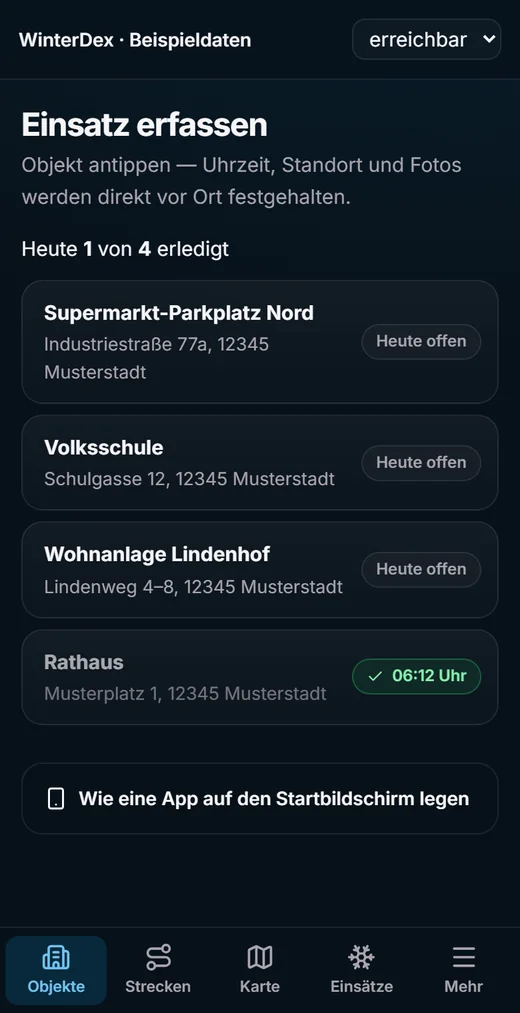 WinterDex · Beispieldaten
erreichbar
Einsatz erfassen
Objekt antippen — Uhrzeit, Standort und Fotos
werden direkt vor Ort festgehalten.
Heute 1 von 4 erledigt
Supermarkt-Parkplatz Nord
Industriestraße 77a, 12345
Musterstadt
Heute offen
Volksschule
Schulgasse 12, 12345 Musterstadt
Heute offen
Wohnanlage Lindenhof
Lindenweg 4–8, 12345 Musterstadt
Heute offen
Rathaus
Musterplatz 1, 12345 Musterstadt
06:12 Uhr
Wie eine App auf den Startbildschirm legen
Objekte
Strecken
Karte
Einsätze
Mehr